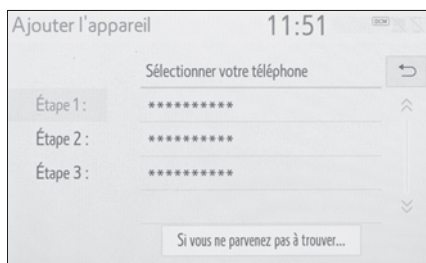 Ajouter l'appareil 11:51 DCM
Sélectionner votre téléphone
Étape 1 : **********
Étape 2 : **********
Étape 3 : **********
Si vous ne parvenez pas à trouver...